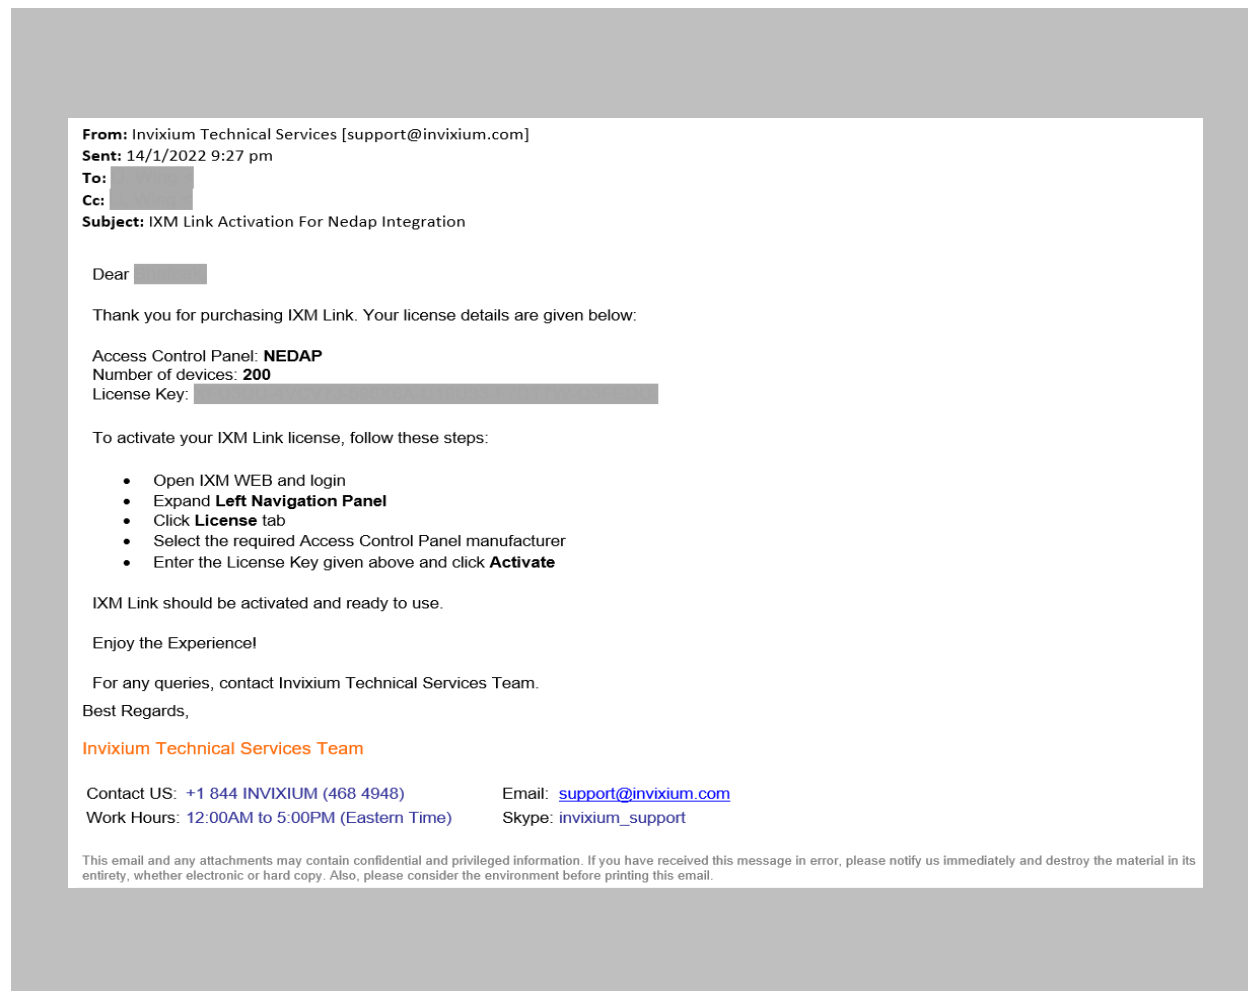 From: Invixium Technical Services [support@invixium.com]
Sent: 14/1/2022 9:27 pm
To:
Cc:
Subject: IXM Link Activation For Nedap Integration
Dear
Thank you for purchasing IXM Link. Your license details are given below:
Access Control Panel: NEDAP
Number of devices: 200
License Key:
To activate your IXM Link license, follow these steps:
• Open IXM WEB and login
• Expand Left Navigation Panel
• Click License tab
• Select the required Access Control Panel manufacturer
• Enter the License Key given above and click Activate
IXM Link should be activated and ready to use.
Enjoy the Experience!
For any queries, contact Invixium Technical Services Team.
Best Regards,
Invixium Technical Services Team
Contact US: +1 844 INVIXIUM (468 4948) Email: support@invixium.com
Work Hours: 12:00AM to 5:00PM (Eastern Time) Skype: invixium_support
This email and any attachments may contain confidential and privileged information. If you have received this message in error, please notify us immediately and destroy the material in its
entirety, whether electronic or hard copy. Also, please consider the environment before printing this email.